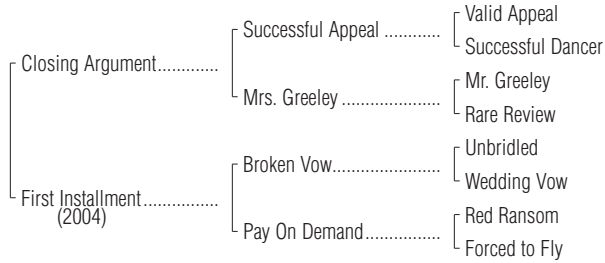 Valid Appeal
Successful Appeal ............
Successful Dancer
Closing Argument.............
Mr. Greeley
Mrs. Greeley .....................
Rare Review
Unbridled
Broken Vow.......................
Wedding Vow
First Installment................
(2004)
Red Ransom
Pay On Demand................
Forced to Fly